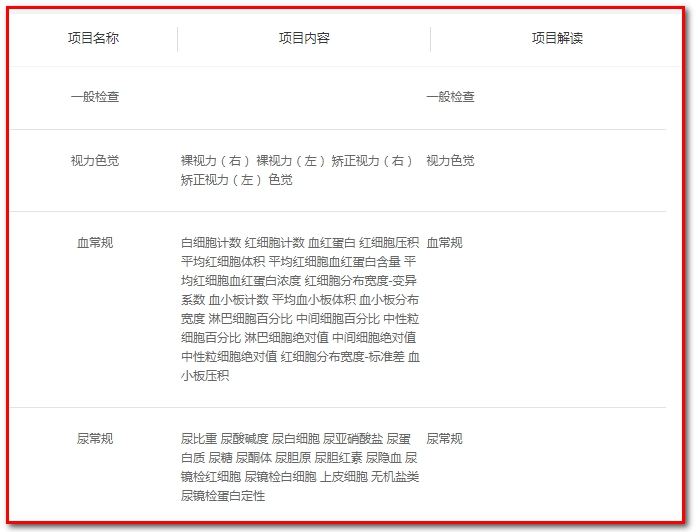 项目名称 项目内容 项目解读
一般检查 一般检查
视力色觉 裸视力（右） 裸视力（左） 矫正视力（右） 视力色觉
矫正视力（左） 色觉
血常规 白细胞计数 红细胞计数 血红蛋白 红细胞压积 血常规
平均红细胞体积 平均红细胞血红蛋白含量 平
均红细胞血红蛋白浓度 红细胞分布宽度-变异
系数 血小板计数 平均血小板体积 血小板分布
宽度 淋巴细胞百分比 中间细胞百分比 中性粒
细胞百分比 淋巴细胞绝对值 中间细胞绝对值
中性粒细胞绝对值 红细胞分布宽度-标准差 血
小板压积
尿常规 尿比重 尿酸碱度 尿白细胞 尿亚硝酸盐 尿蛋 尿常规
白质 尿糖 尿酮体 尿胆原 尿胆红素 尿隐血 尿
镜检红细胞 尿镜检白细胞 上皮细胞 无机盐类
尿镜检蛋白定性